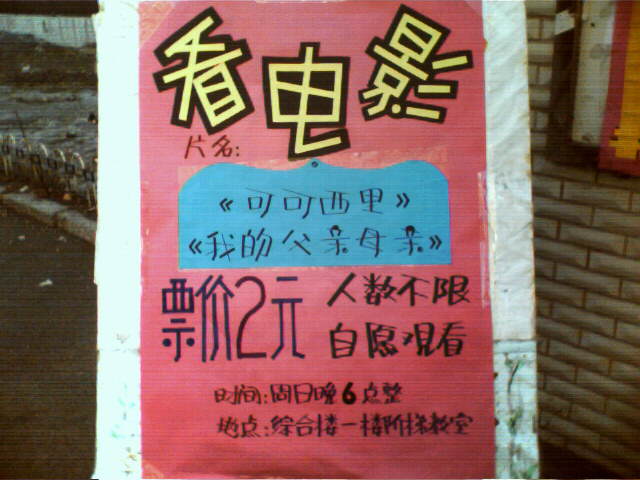 看电影
片名:
《可可西里》
《我的父亲母亲》
票价2元
人数不限
自愿观看
时间:周日晚6点整
地点:综合楼一楼阶梯教室